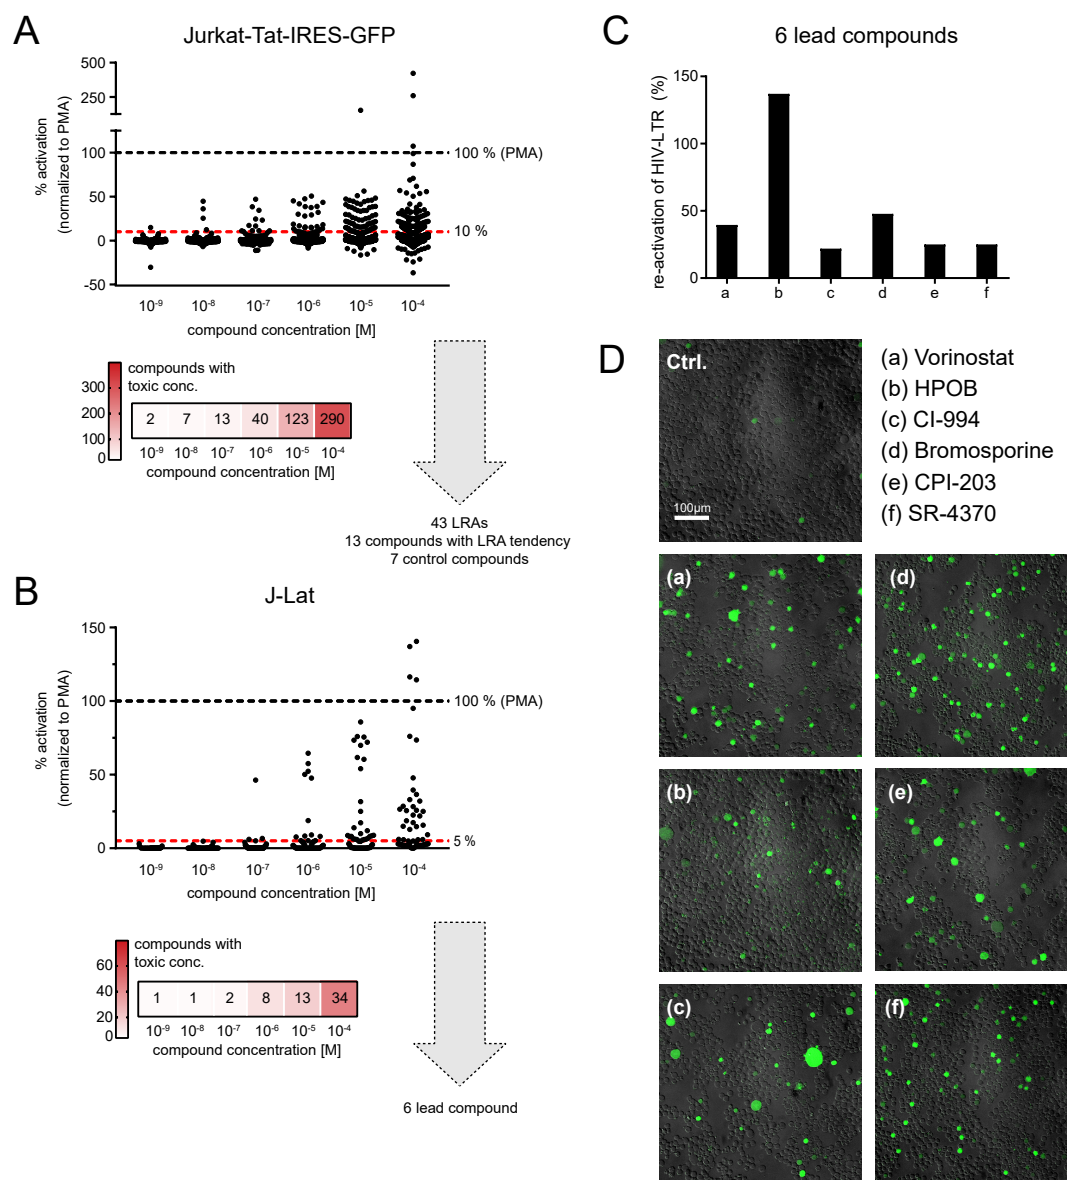 A
Jurkat-Tat-IRES-GFP
% activation
(normalized to PMA)
500
250
100
50
0
-50
100 % (PMA)
10 %
10-9 10-8 10-7 10-6 10-5 10-4
compound concentration [M]
compounds with
toxic conc.
300
200
100
0
2 7 13 40 123 290
10-9 10-8 10-7 10-6 10-5 10-4
compound concentration [M]
43 LRAs
13 compounds with LRA tendency
7 control compounds
B
J-Lat
% activation
(normalized to PMA)
150
100
50
0
100 % (PMA)
5 %
10-9 10-8 10-7 10-6 10-5 10-4
compound concentration [M]
compounds with
toxic conc.
60
40
20
0
1 1 2 8 13 34
10-9 10-8 10-7 10-6 10-5 10-4
compound concentration [M]
6 lead compound
C
6 lead compounds
re-activation of HIV-LTR (%)
150
100
50
0
a b c d e f
D
Ctrl.
100μm
(a) Vorinostat
(b) HPOB
(c) CI-994
(d) Bromosporine
(e) CPI-203
(f) SR-4370
(a)
(d)
(b)
(e)
(c)
(f)